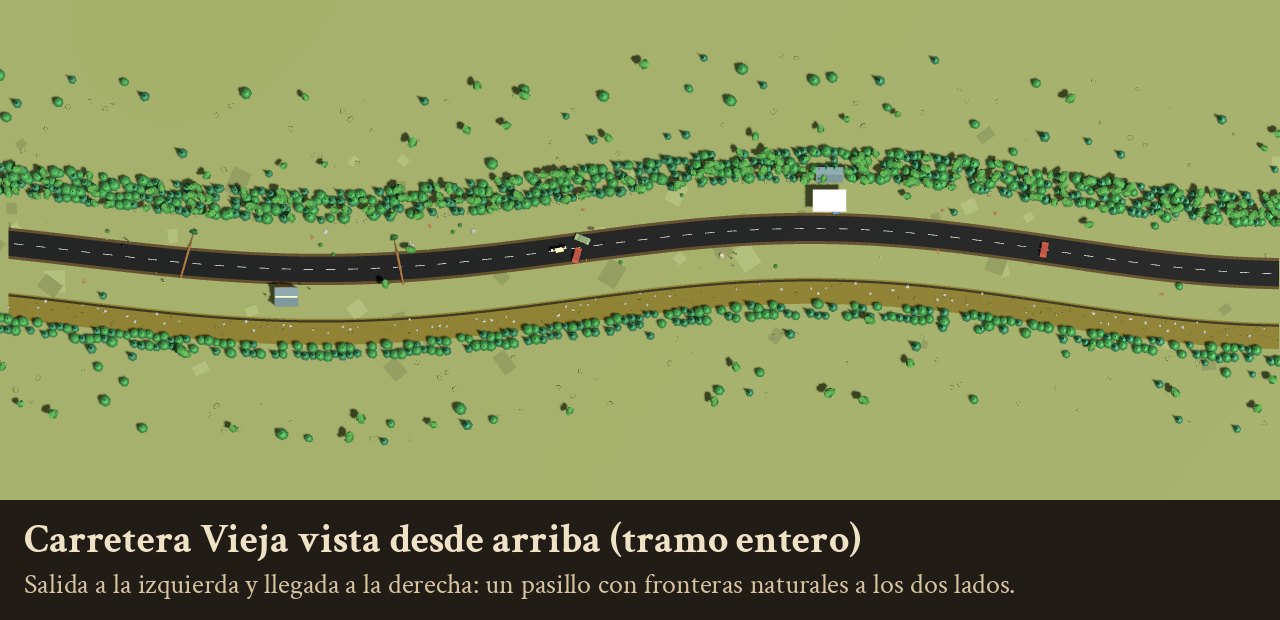 Carretera Vieja vista desde arriba (tramo entero)
Salida a la izquierda y llegada a la derecha: un pasillo con fronteras naturales a los dos lados.